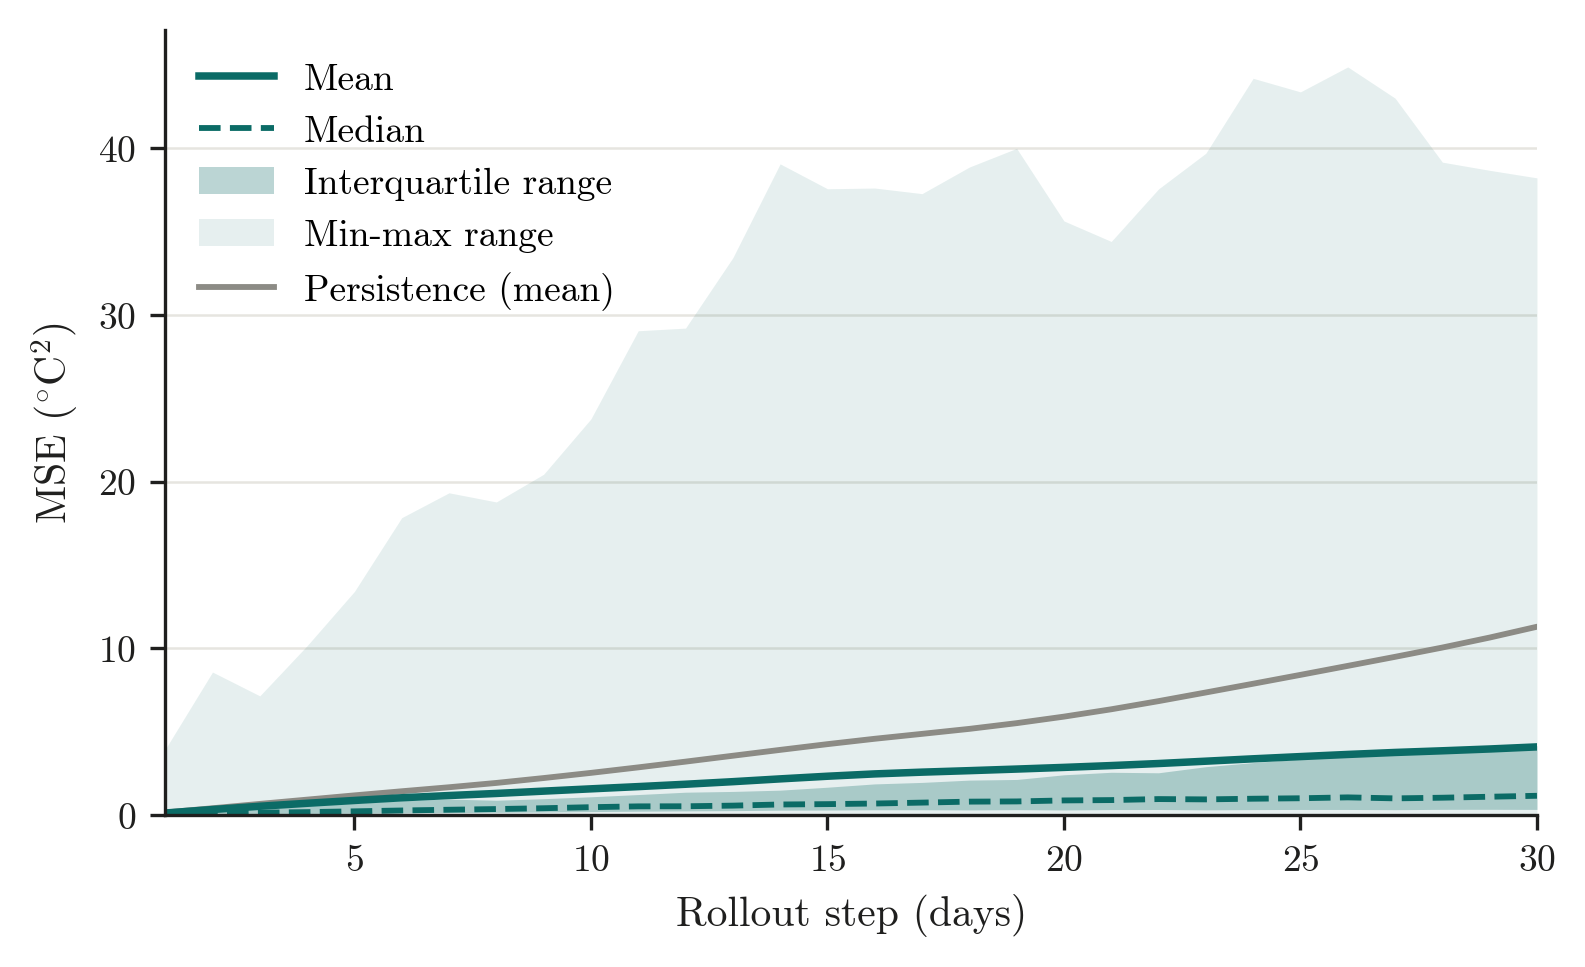 Mean
Median
Interquartile range
Min-max range
Persistence (mean)
40
30
20
10
0
MSE (°C²)
5 10 15 20 25 30
Rollout step (days)